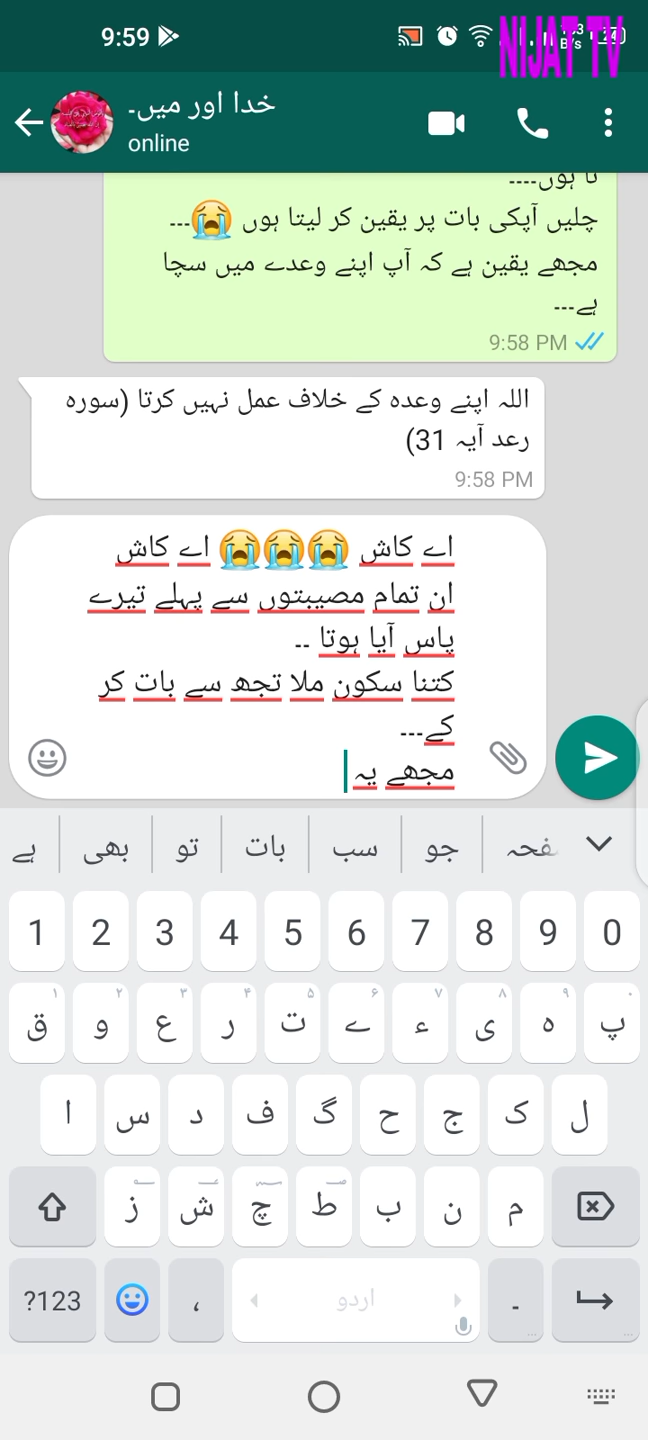 9:59
NIJAT TV
خدا اور میں۔
online
تا ہوں----
چلیں آپکی بات پر یقین کر لیتا ہوں 😭---
مجھے یقین ہے کہ آپ اپنے وعدے میں سچا
ہے---
9:58 PM
اللہ اپنے وعدہ کے خلاف عمل نہیں کرتا (سورہ
رعد آیہ 31)
9:58 PM
اے کاش 😭😭😭 اے کاش
ان تمام مصیبتوں سے پہلے تیرے
پاس آیا ہوتا --
کتنا سکون ملا تجھ سے بات کر
کے---
مجھے یہ
ہے بھی تو بات سب جو
1 2 3 4 5 6 7 8 9 0
ق و ع ر ت ے ء ی ہ پ
ا س د ف گ ح ج ک ل
ز ش چ ط ب ن م
?123 ، اردو ۔